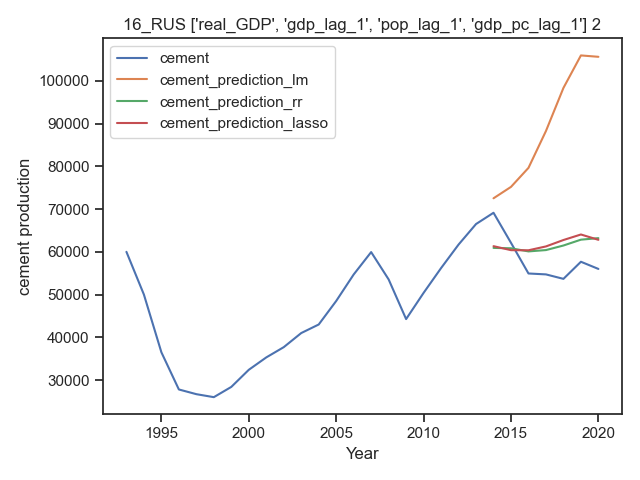 16_RUS ['real_GDP', 'gdp_lag_1', 'pop_lag_1', 'gdp_pc_lag_1'] 2
cement
cement_prediction_lm
cement_prediction_rr
cement_prediction_lasso
cement production
100000
90000
80000
70000
60000
50000
40000
30000
1995
2000
2005
2010
2015
2020
Year